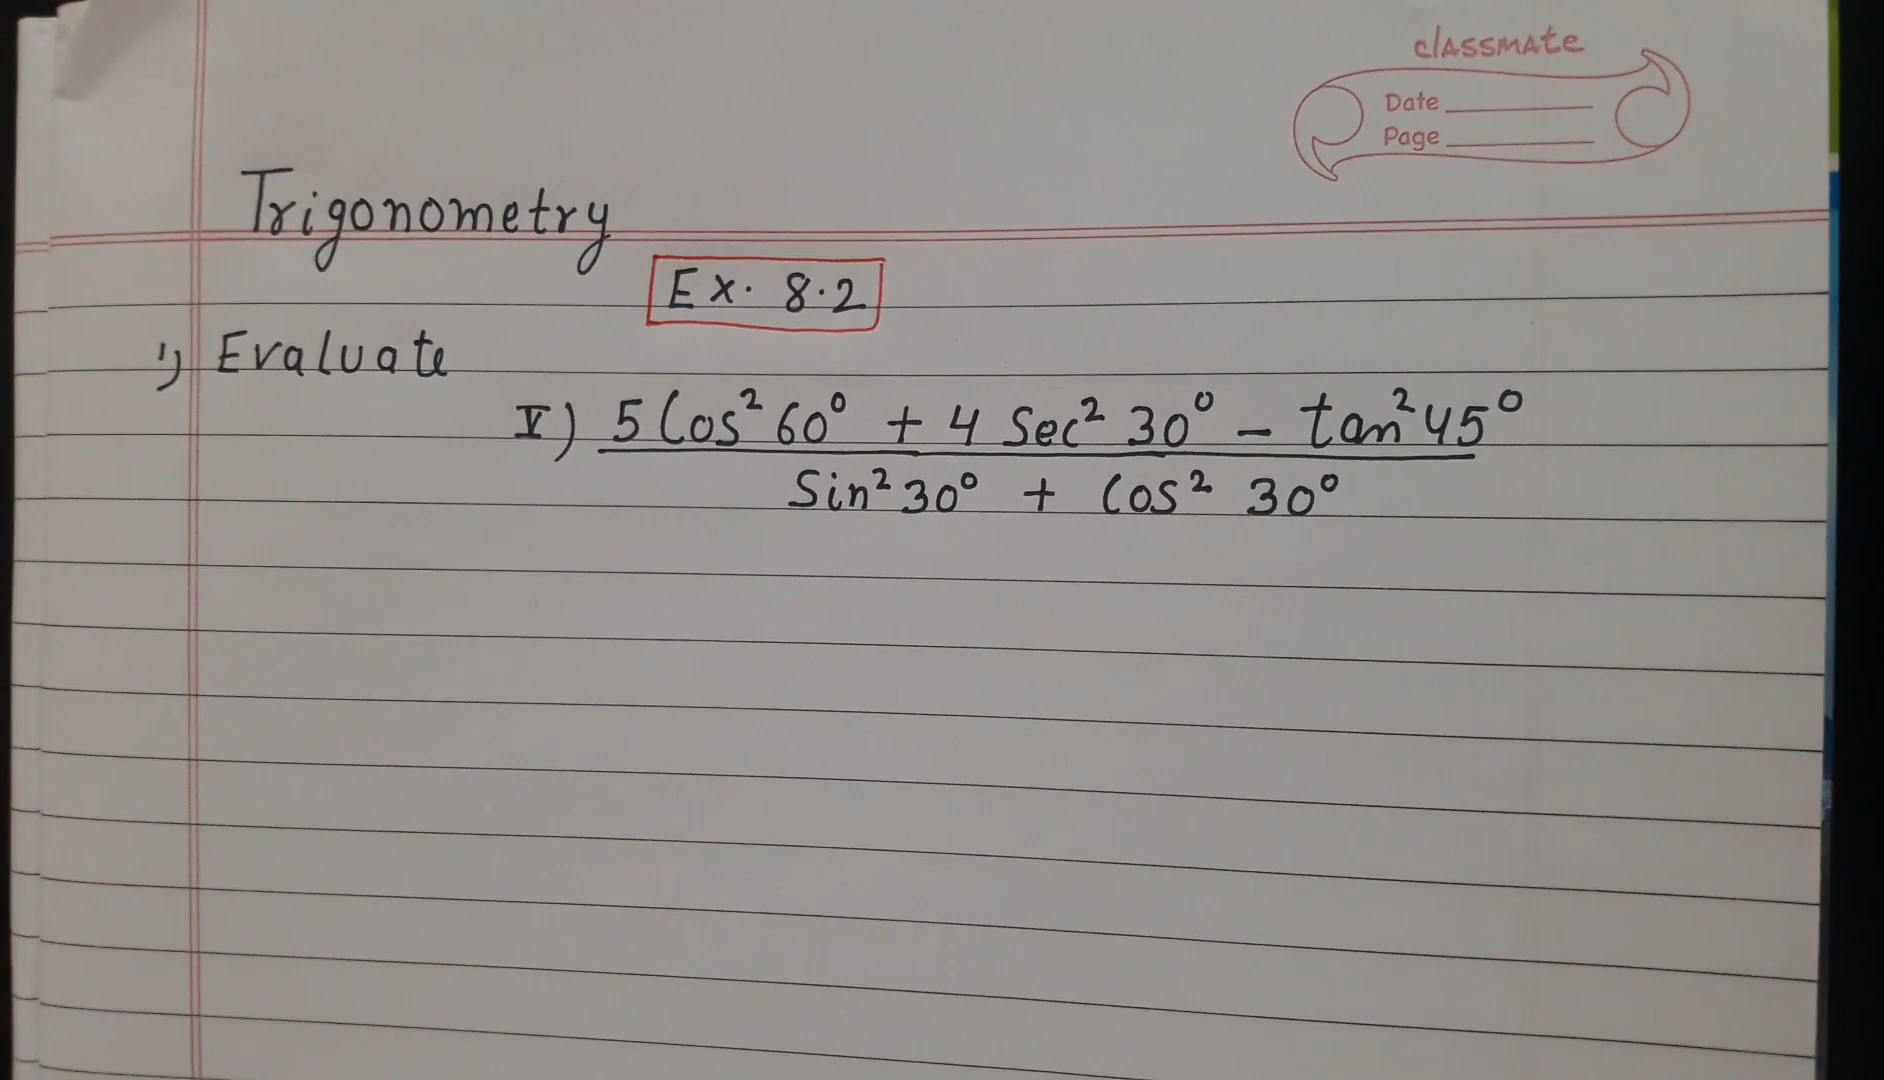 classmate
Date
Page
Trigonometry
Ex. 8.2
1) Evaluate
V) 5 Cos² 60° + 4 Sec² 30° - tan² 45°
Sin² 30° + Cos² 30°